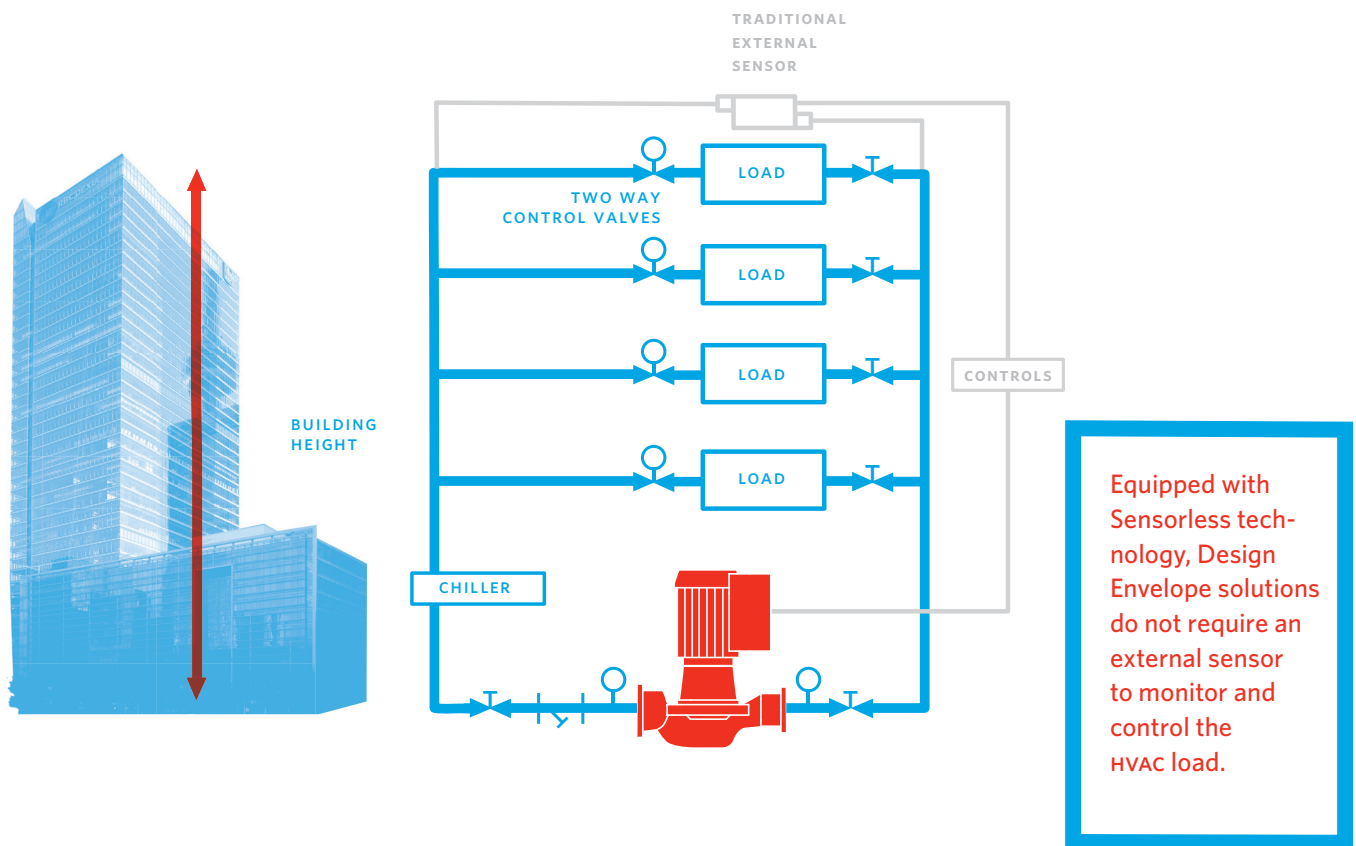 TRADITIONAL
EXTERNAL
SENSOR
LOAD
TWO WAY
CONTROL VALVES
LOAD
LOAD
CONTROLS
BUILDING
HEIGHT
LOAD
CHILLER
Equipped with
Sensorless tech-
nology, Design
Envelope solutions
do not require an
external sensor
to monitor and
control the
HVAC load.